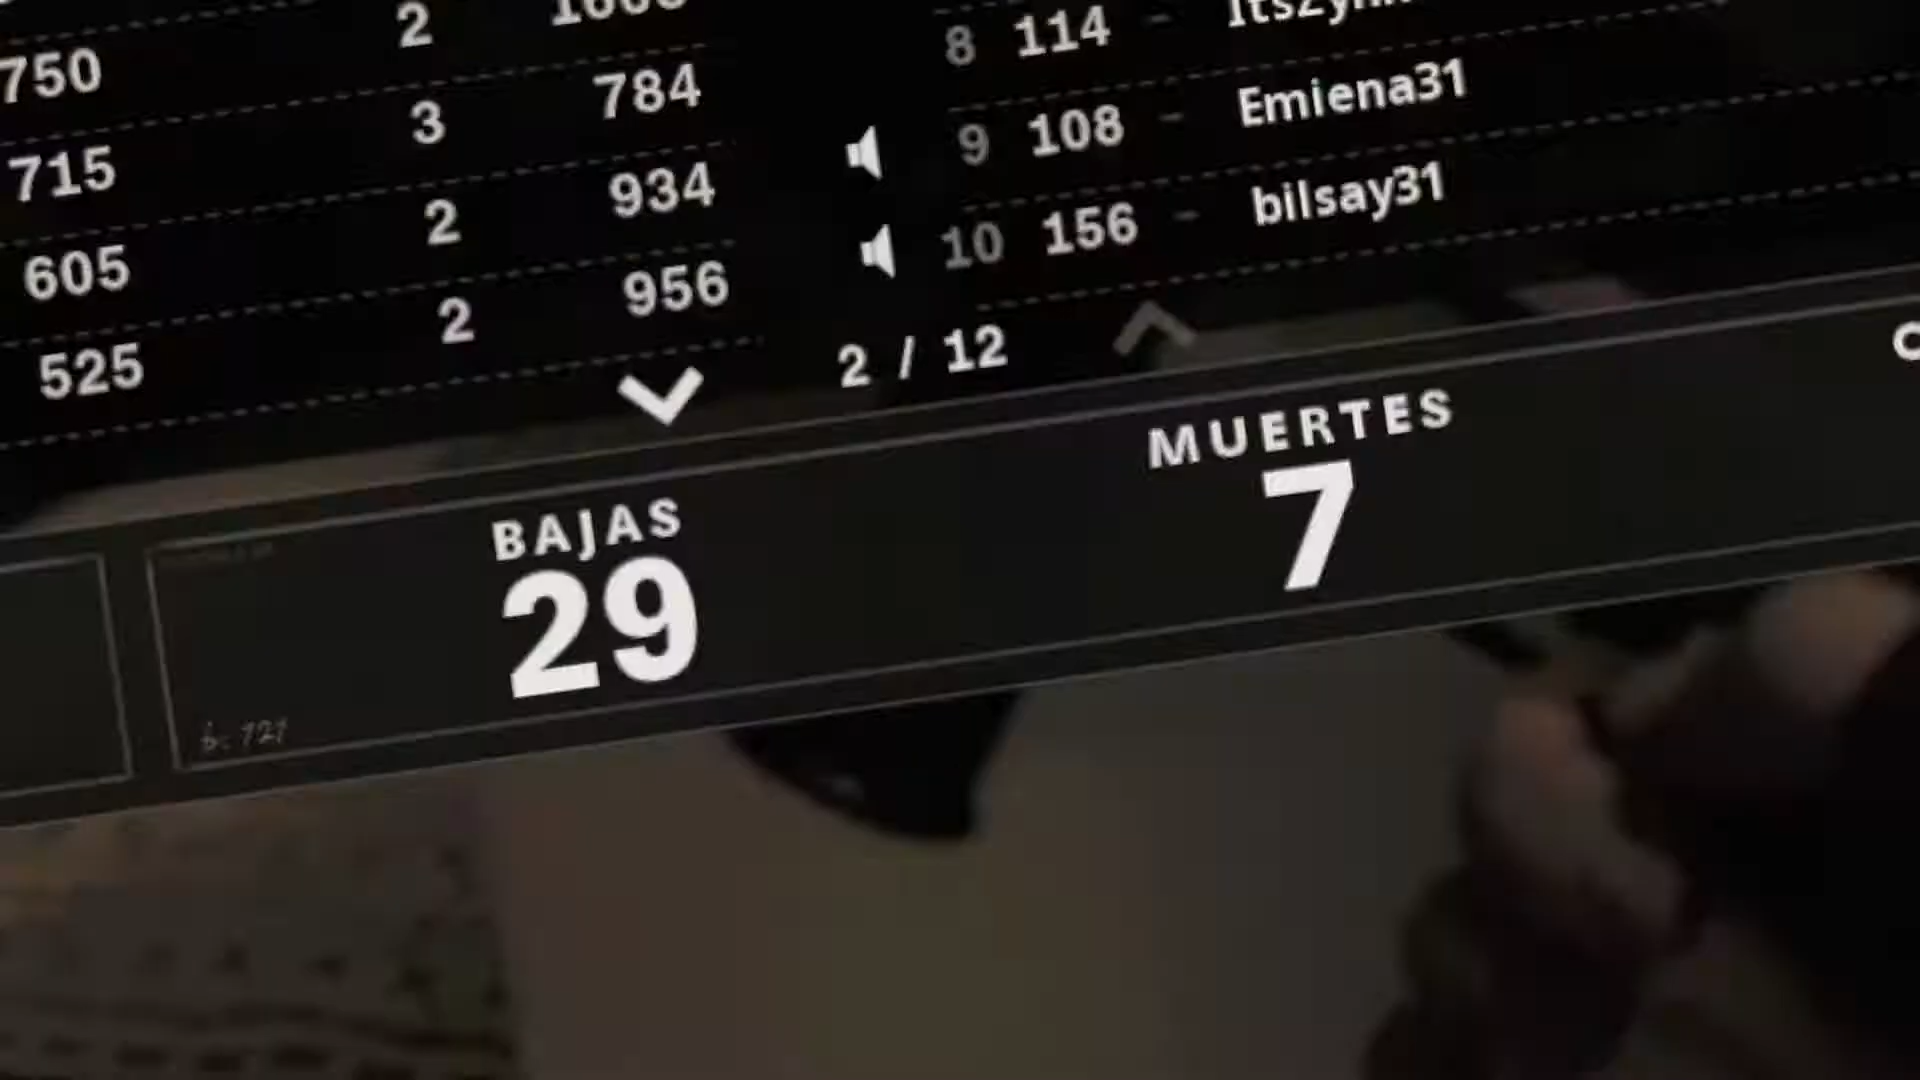 750 2
715 3 784
605 2 934
525 2 956
8 114 -
9 108 - Emiena31
10 156 - bilsay31
2 / 12
BAJAS
29
MUERTES
7